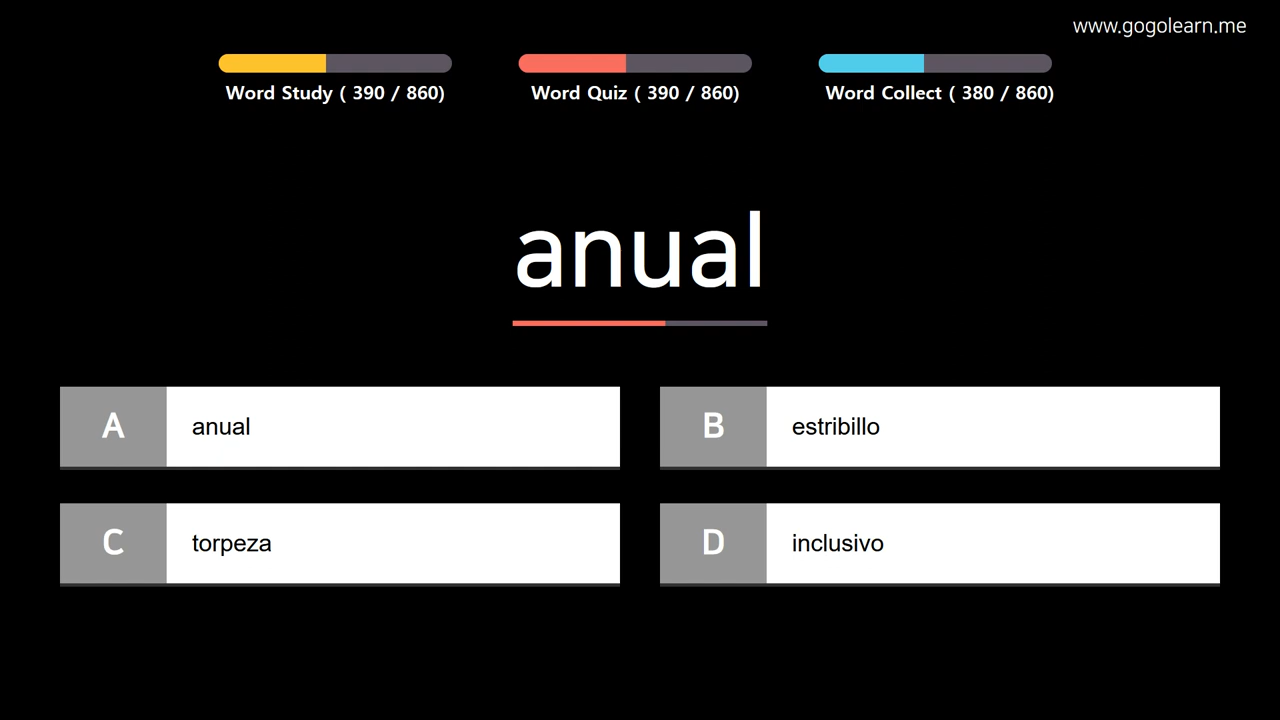 www.gogolearn.me
Word Study ( 390 / 860)
Word Quiz ( 390 / 860)
Word Collect ( 380 / 860)
anual
A anual
B estribillo
C torpeza
D inclusivo